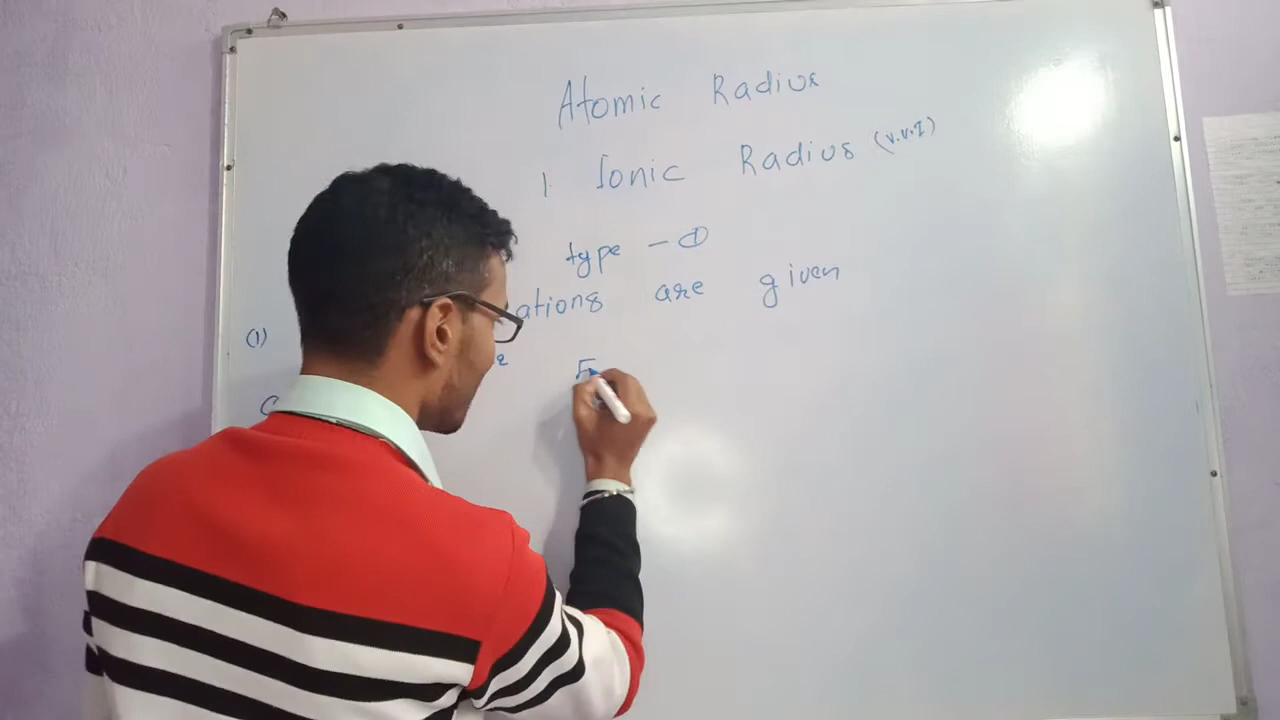 Atomic Radius
1. Ionic Radius (v.v.I)
type - ①
ations are given
(1)